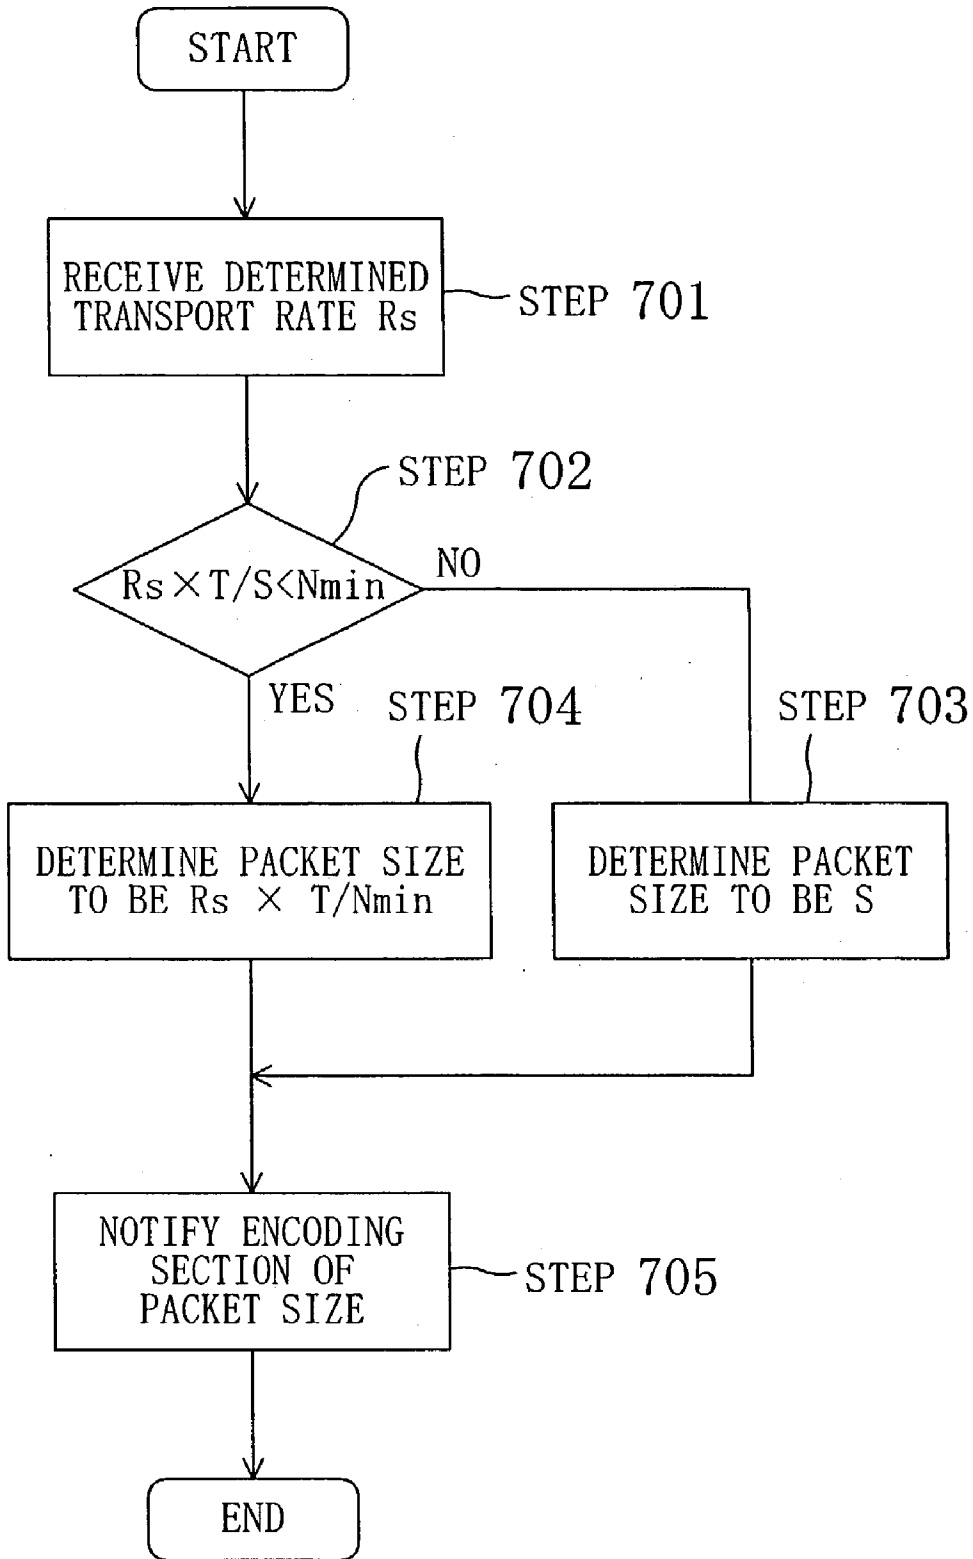 START
RECEIVE DETERMINED
TRANSPORT RATE Rs
STEP 701
STEP 702
Rs×T/S<Nmin
NO
YES
STEP 704
STEP 703
DETERMINE PACKET SIZE
TO BE Rs × T/Nmin
DETERMINE PACKET
SIZE TO BE S
NOTIFY ENCODING
SECTION OF
PACKET SIZE
STEP 705
END